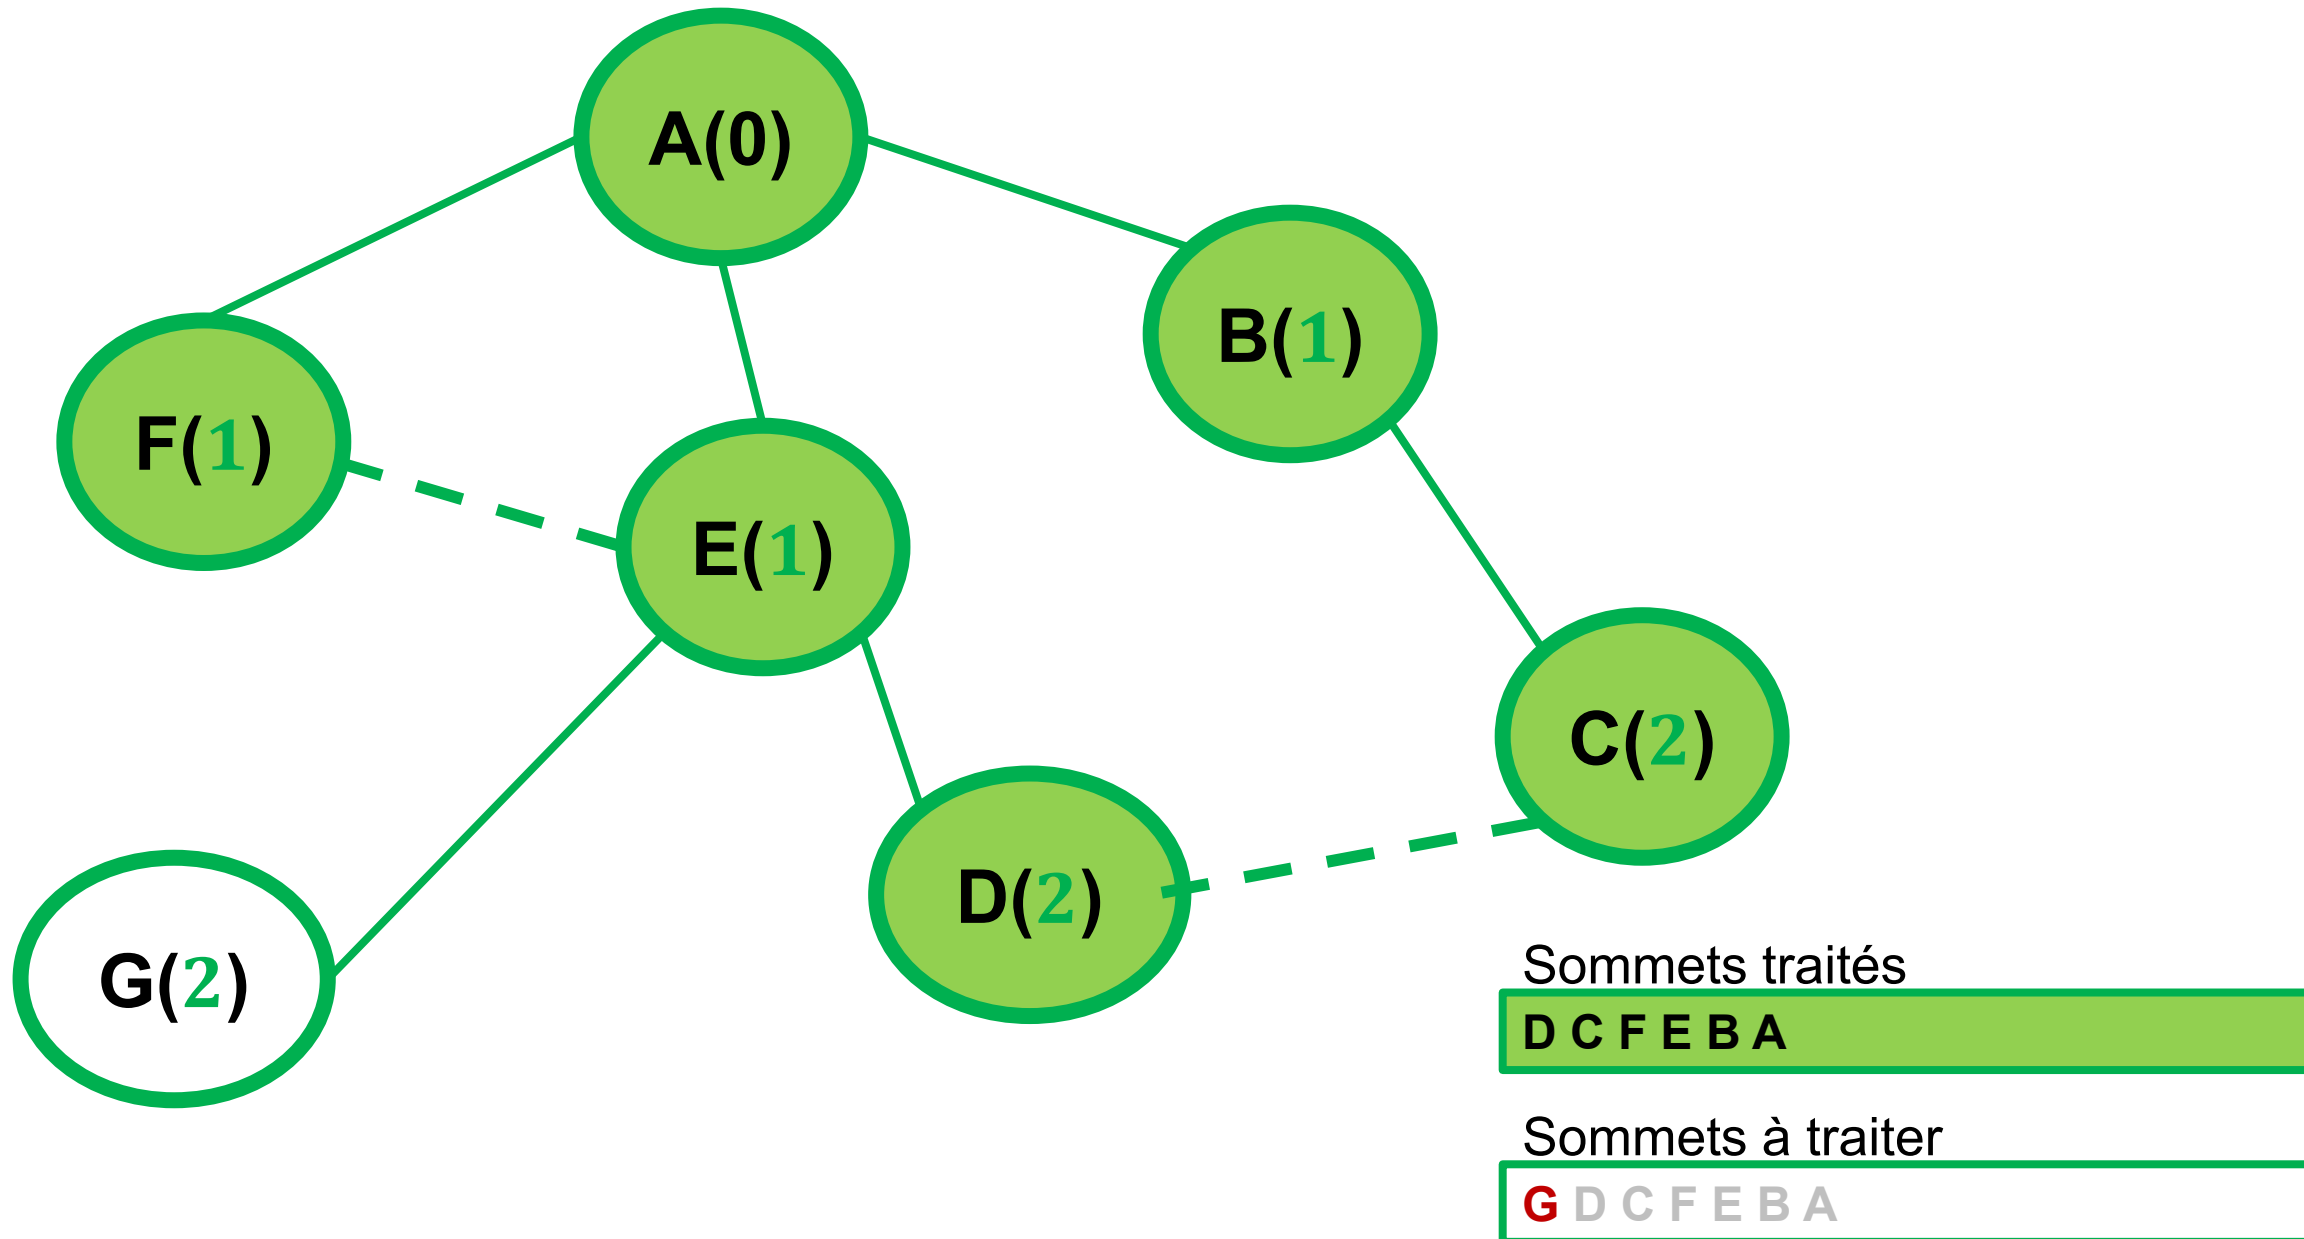 A(0)
B(1)
F(1)
E(1)
C(2)
D(2)
G(2)
Sommets traités
D C F E B A
Sommets à traiter
G D C F E B A